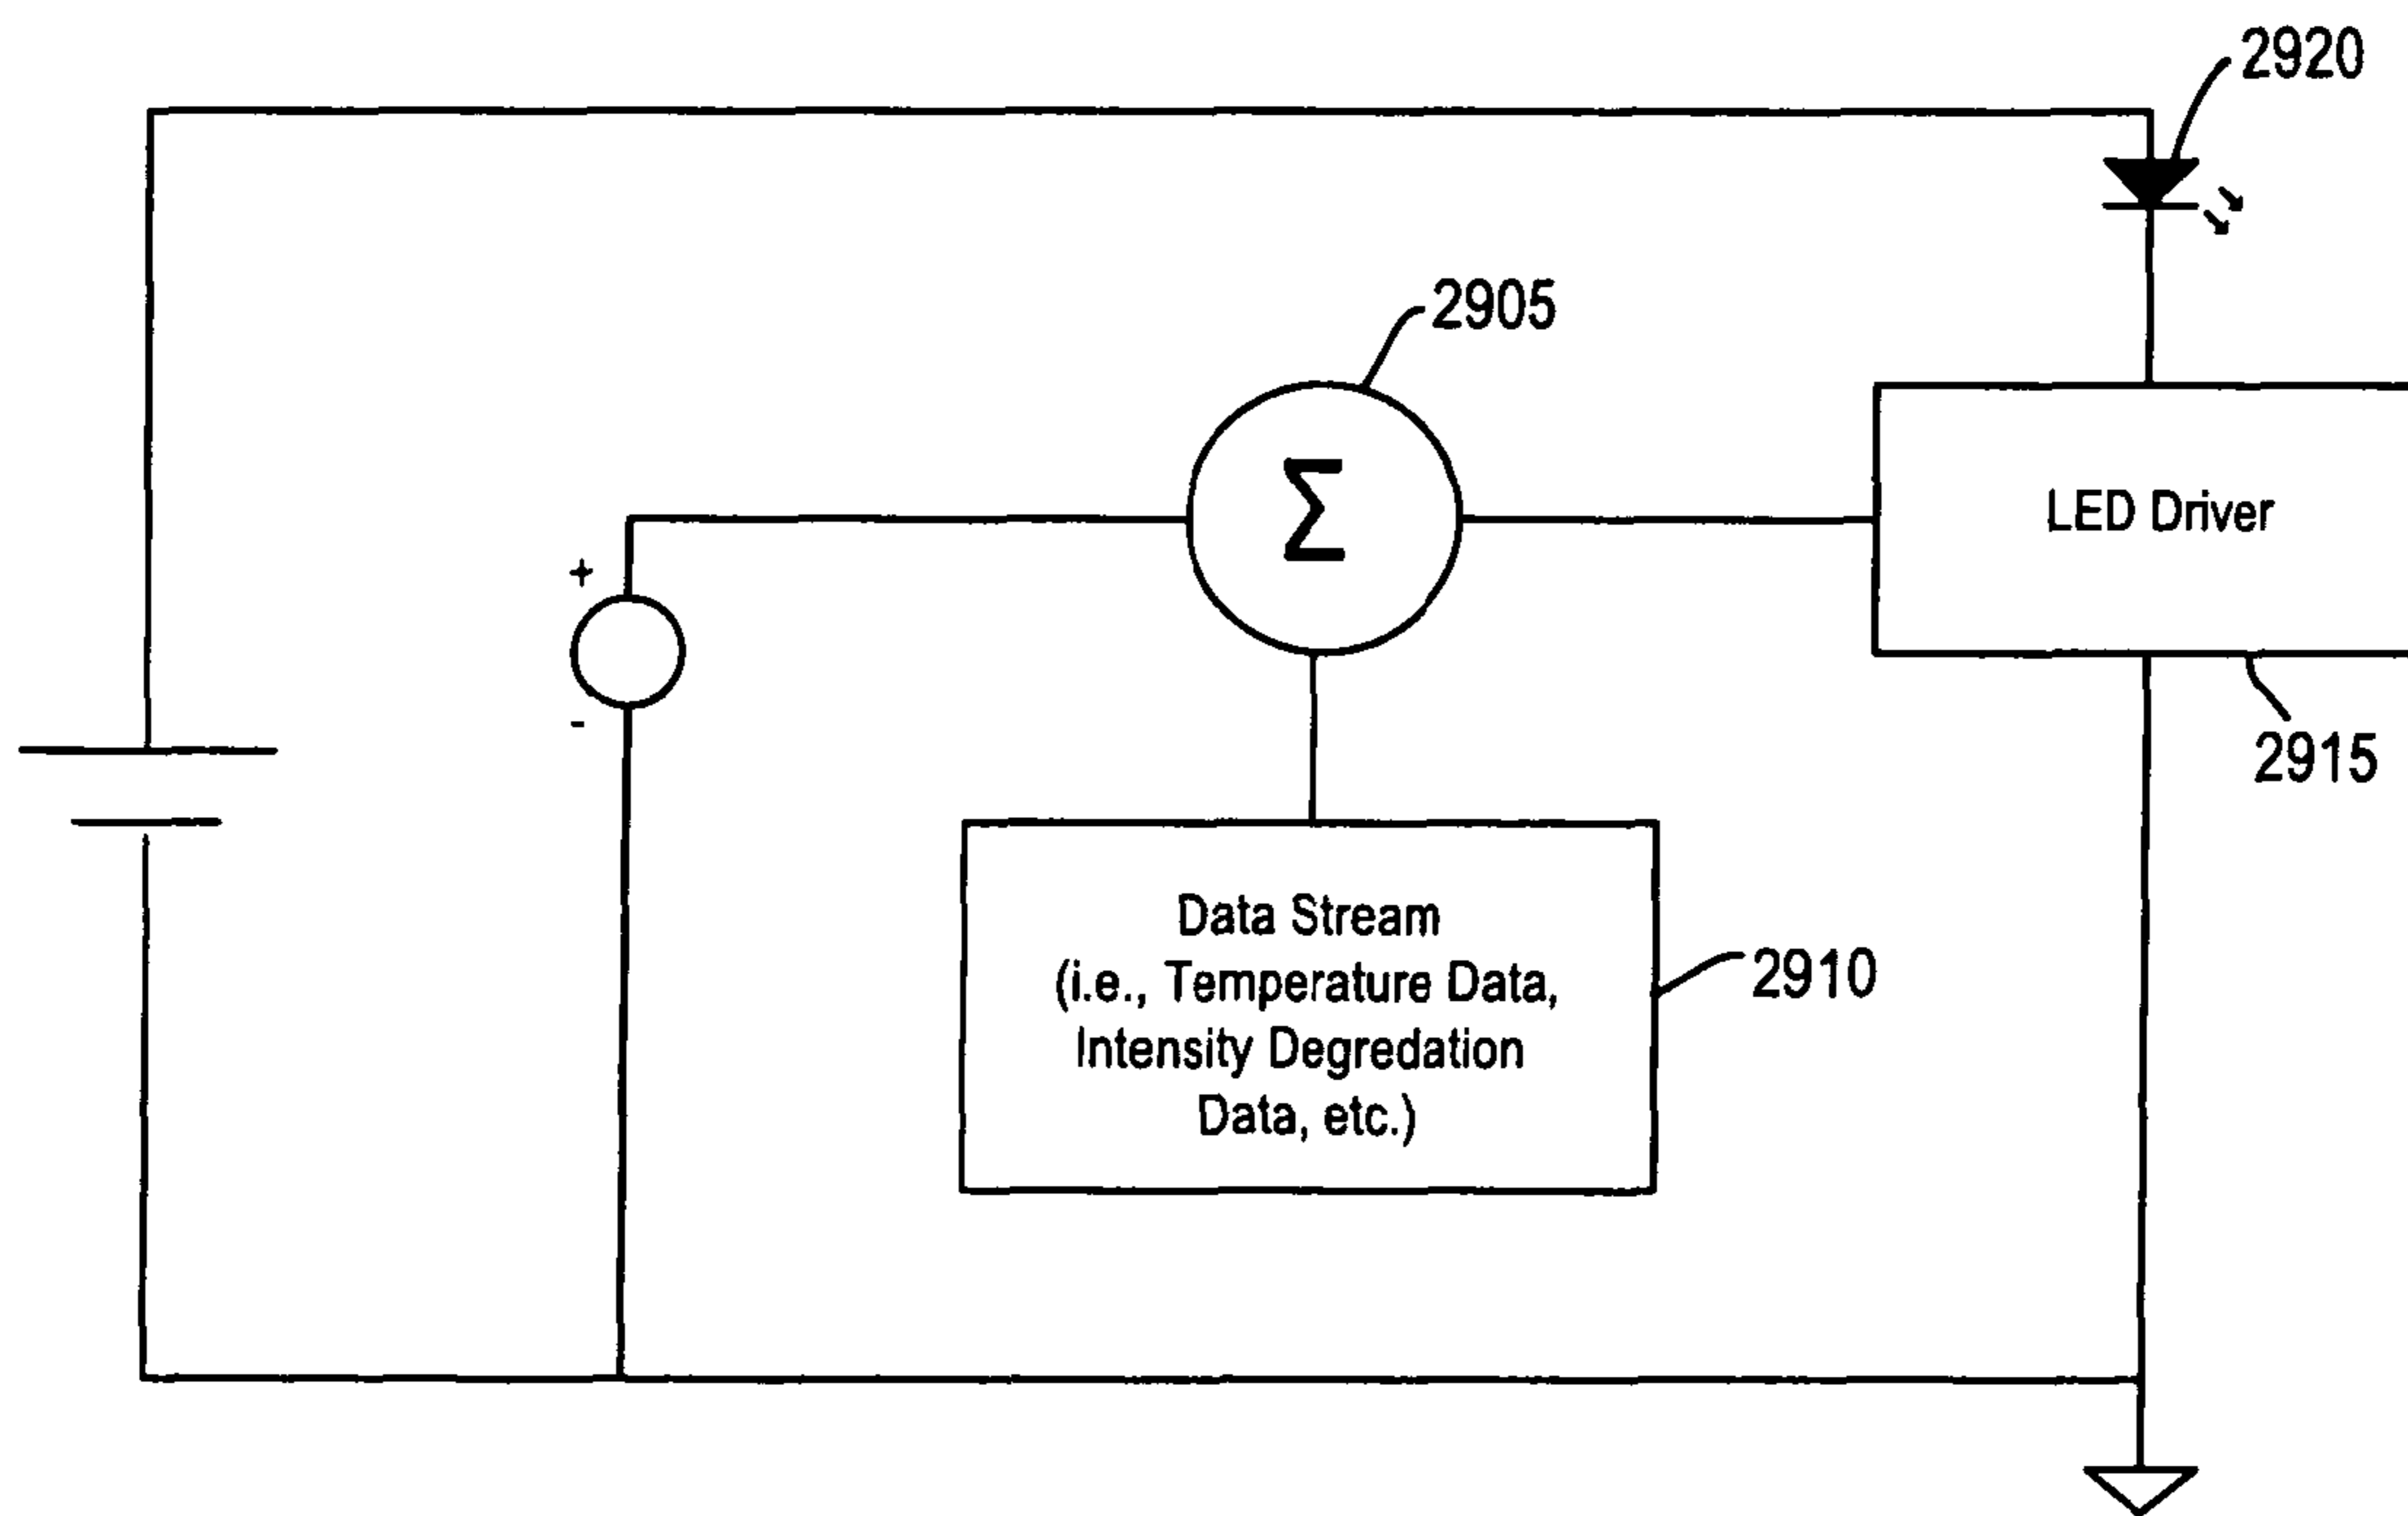 2920
2905
Σ
LED Driver
+
-
2915
Data Stream
(i.e., Temperature Data,
Intensity Degredation
Data, etc.)
2910